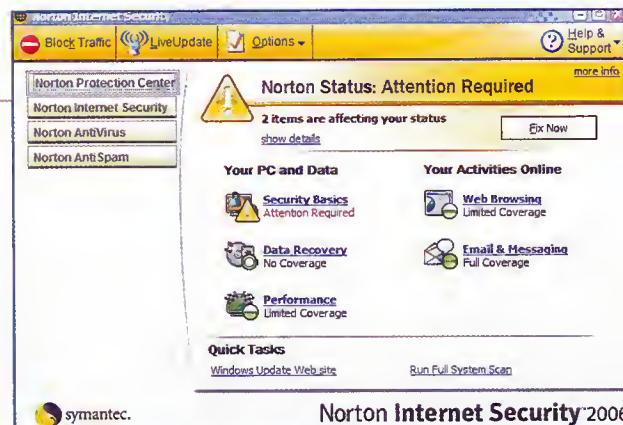 Norton Internet Security
Block Traffic LiveUpdate Options Help & Support
Norton Protection Center
Norton Internet Security
Norton AntiVirus
Norton AntiSpam
Norton Status: Attention Required
more info
2 items are affecting your status
show details
Fix Now
Your PC and Data
Security Basics
Attention Required
Data Recovery
No Coverage
Performance
Limited Coverage
Your Activities Online
Web Browsing
Limited Coverage
Email & Messaging
Full Coverage
Quick Tasks
Windows Update Web site
Run Full System Scan
symantec.
Norton Internet Security 2006